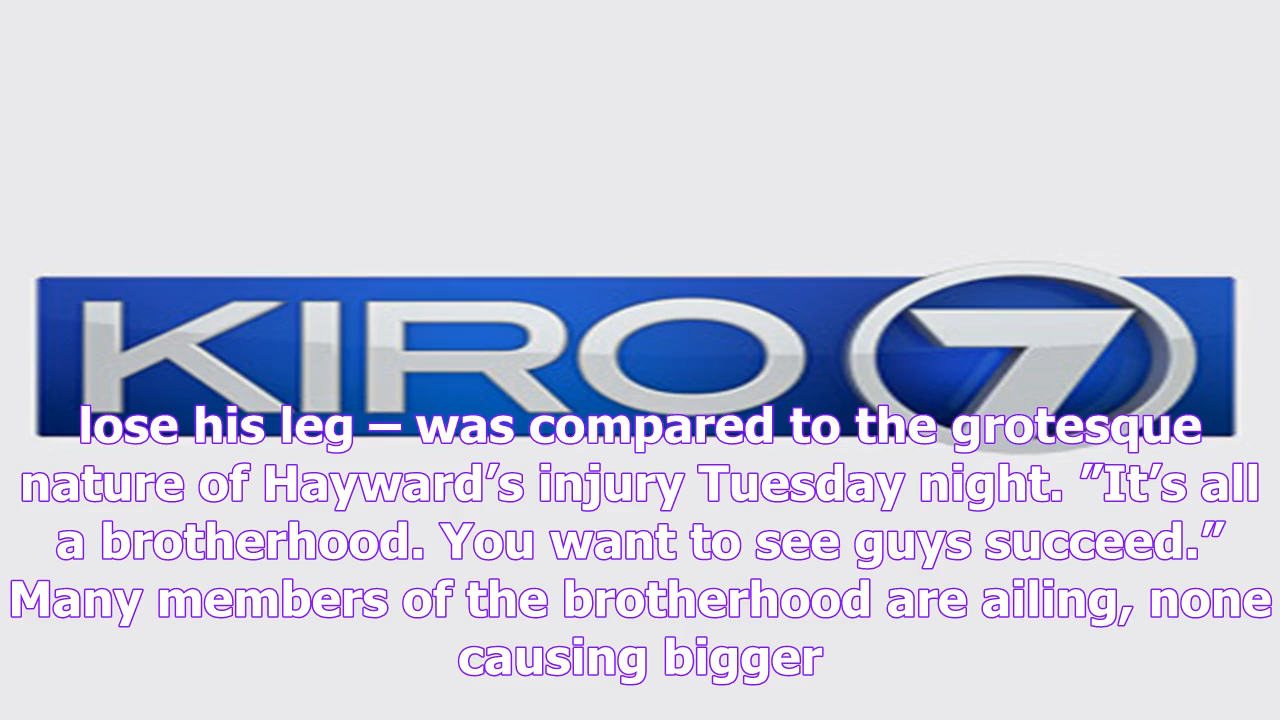 KIRO 7
lose his leg – was compared to the grotesque
nature of Hayward’s injury Tuesday night. ”It’s all
a brotherhood. You want to see guys succeed.”
Many members of the brotherhood are ailing, none
causing bigger